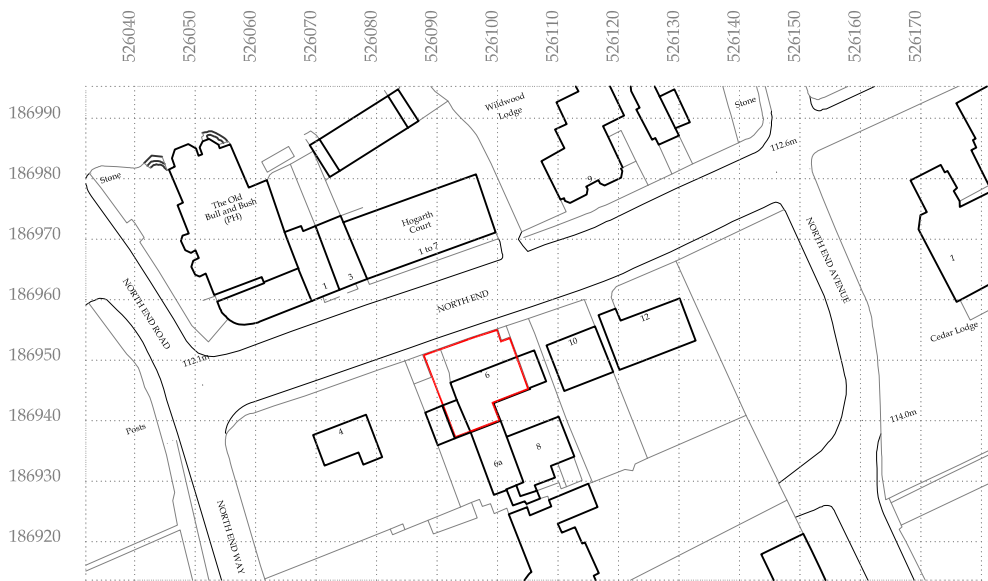 526040
526050
526060
526070
526080
526090
526100
526110
526120
526130
526140
526150
526160
526170
186990
186980
186970
186960
186950
186940
186930
186920
Wildwood
Lodge
Stone
112.6m
Stone
9
The Old
Bull and Bush
(PH)
Hogarth
Court
1 to 7
1
3
NORTH END ROAD
NORTH END
NORTH END AVENUE
1
Cedar Lodge
112.1m
12
10
6
4
Posts
8
6a
114.0m
NORTH END WAY